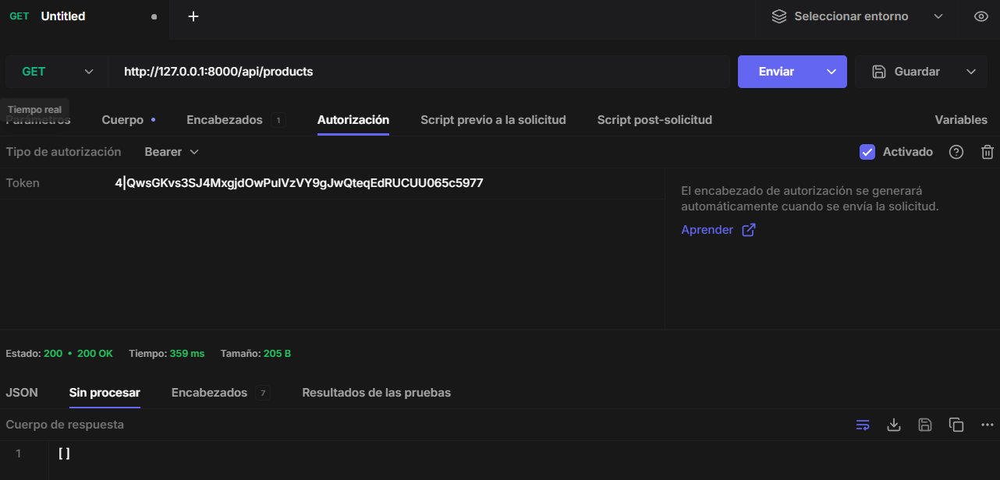 GET Untitled
Seleccionar entorno
GET http://127.0.0.1:8000/api/products Enviar Guardar
Tiempo real
Parámetros Cuerpo Encabezados 1 Autorización Script previo a la solicitud Script post-solicitud Variables
Tipo de autorización Bearer Activado
Token 4|QwsGKvs3SJ4MxgjdOwPulVzVY9gJwQteqEdRUCUU065c5977
El encabezado de autorización se generará
automáticamente cuando se envía la solicitud.
Aprender
Estado: 200 • 200 OK Tiempo: 359 ms Tamaño: 205 B
JSON Sin procesar Encabezados 7 Resultados de las pruebas
Cuerpo de respuesta
1 []